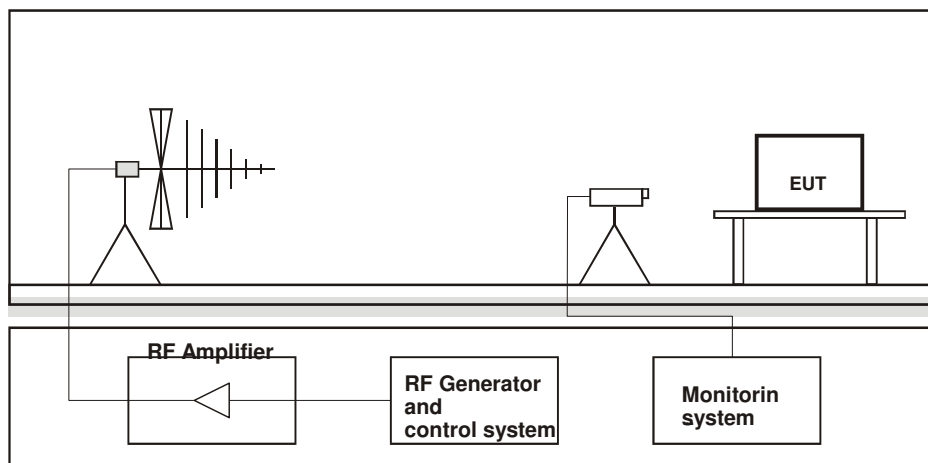 EUT
RF Amplifier
RF Generator
and
control system
Monitorin
system